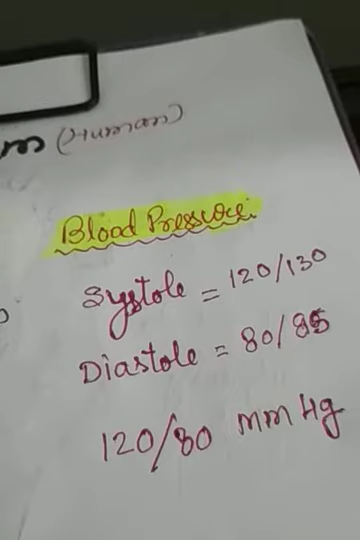 (Human)
Blood Pressure:
Systole = 120/130
Diastole = 80/85
120/80 mm Hg